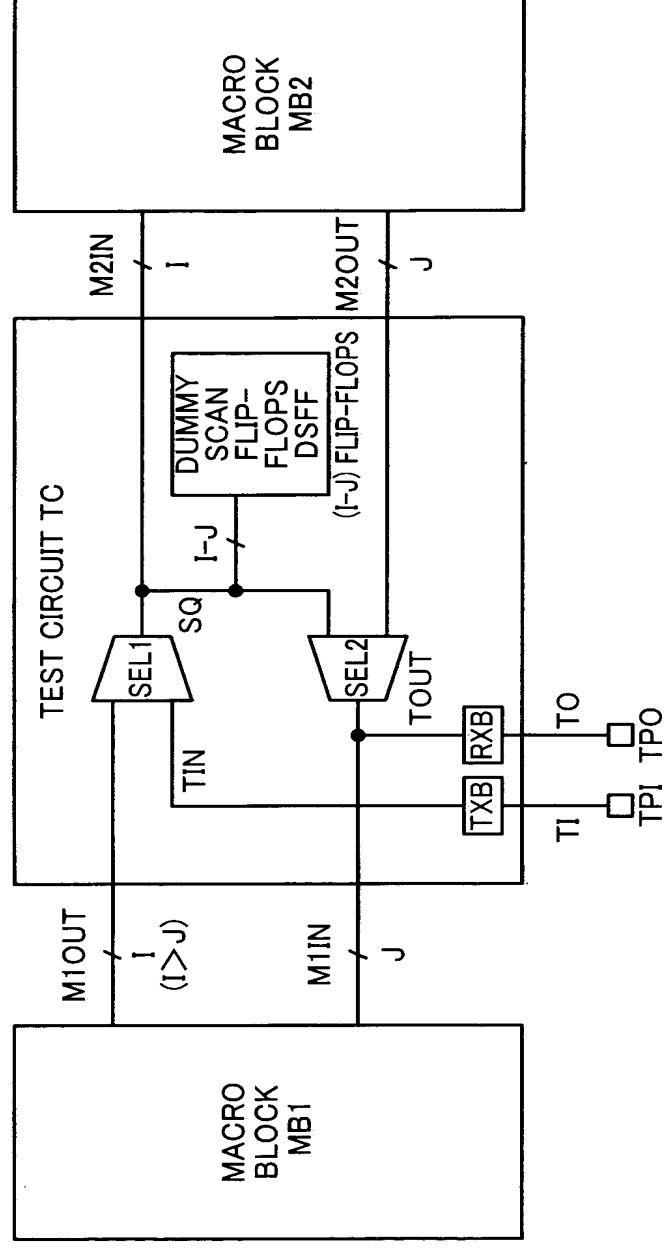 MACRO
BLOCK
MB1
M1OUT
I
(I>J)
M1IN
J
TEST CIRCUIT TC
SEL1
TIN
SQ
I-J
DUMMY
SCAN
FLIP-
FLOPS
DSFF
(I-J) FLIP-FLOPS
SEL2
TOUT
TXB
RXB
TI
TO
TPI
TPO
M2IN
I
M2OUT
J
MACRO
BLOCK
MB2